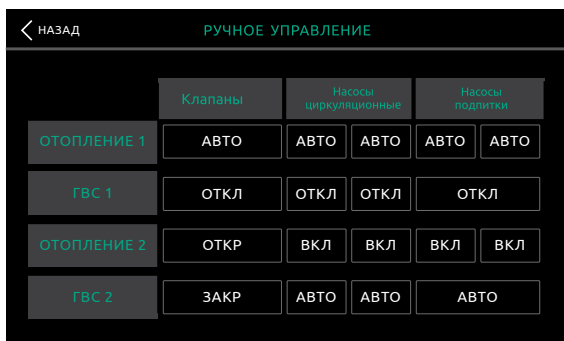 НАЗАД РУЧНОЕ УПРАВЛЕНИЕ
Клапаны Насосы циркуляционные Насосы подпитки
ОТОПЛЕНИЕ 1 АВТО АВТО АВТО АВТО АВТО
ГВС 1 ОТКЛ ОТКЛ ОТКЛ ОТКЛ
ОТОПЛЕНИЕ 2 ОТКР ВКЛ ВКЛ ВКЛ ВКЛ
ГВС 2 ЗАКР АВТО АВТО АВТО